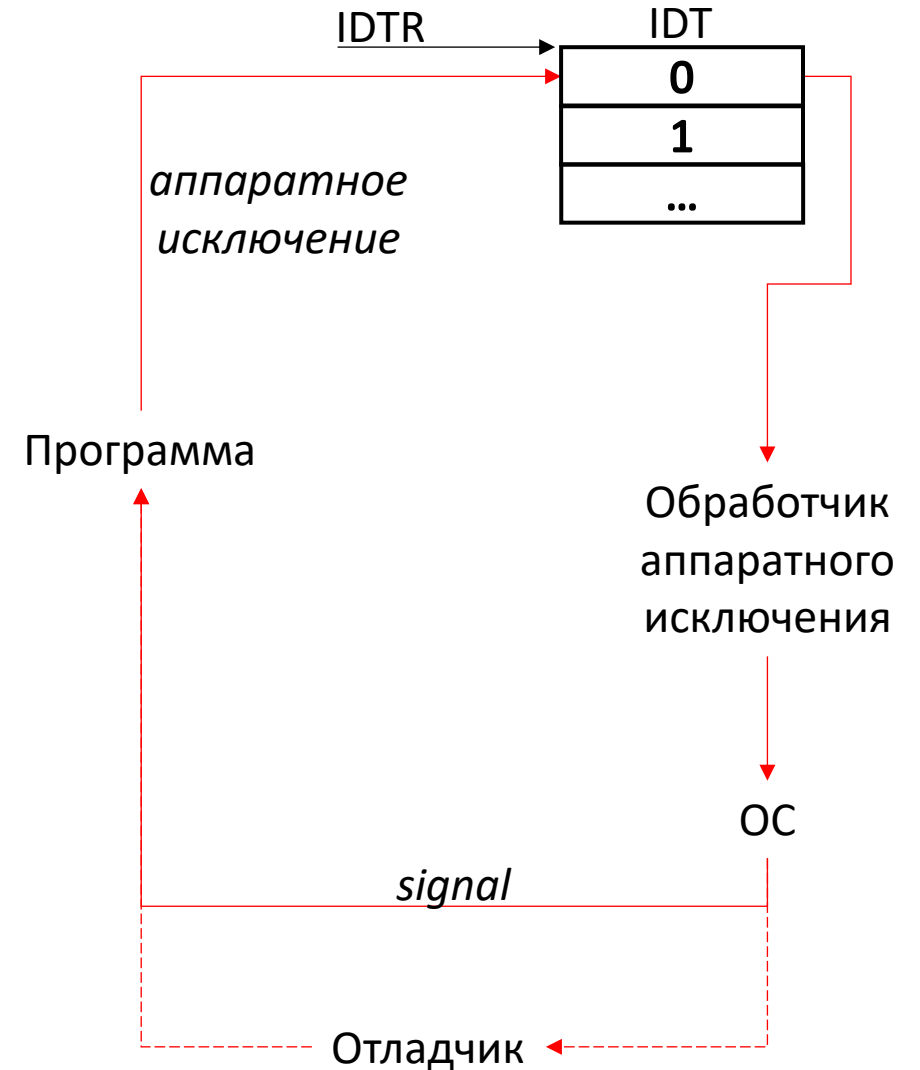 IDTR
IDT
0
1
...
аппаратное
исключение
Программа
Обработчик
аппаратного
исключения
ОС
signal
Отладчик